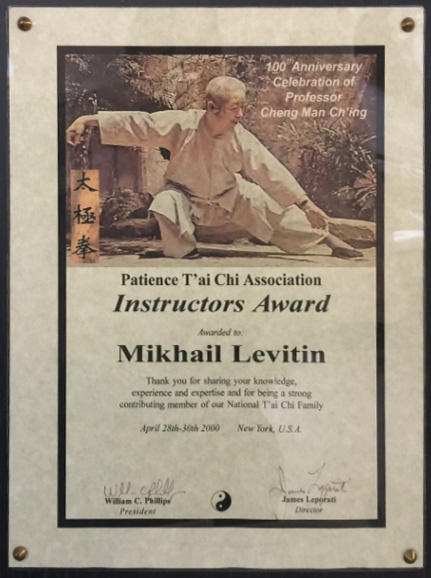 100 Anniversary
Celebration of
Professor
Cheng Man Ch'ing
太
極
拳
Patience T'ai Chi Association
Instructors Award
Awarded to:
Mikhail Levitin
Thank you for sharing your knowledge,
experience and expertise and for being a strong
contributing member of our National T'ai Chi Family
April 28th-30th 2000 New York, U.S.A.
William C. Phillips
President
James Leporati
Director